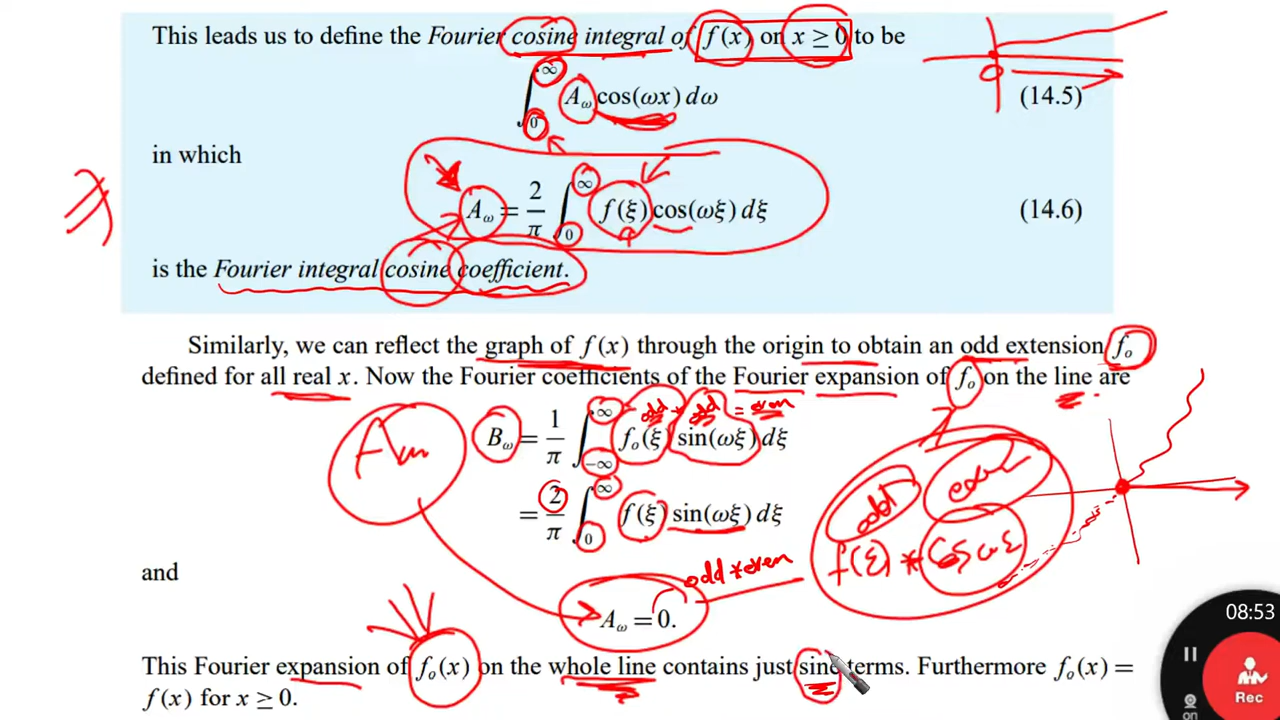 This leads us to define the Fourier cosine integral of f(x) on x ≥ 0 to be
∫₀^∞ A_ω cos(ωx) dω (14.5)
0
in which
A_ω = 2/π ∫₀^∞ f(ξ) cos(ωξ) dξ (14.6)
is the Fourier integral cosine coefficient.
Similarly, we can reflect the graph of f(x) through the origin to obtain an odd extension f_o
defined for all real x. Now the Fourier coefficients of the Fourier expansion of f_o on the line are
odd * odd = even
B_ω = 1/π ∫_{-∞}^∞ f_o(ξ) sin(ωξ) dξ
= 2/π ∫₀^∞ f(ξ) sin(ωξ) dξ
odd even
f(ξ) * Cos ωξ
and
odd * even
A_ω = 0.
This Fourier expansion of f_o(x) on the whole line contains just sine terms. Furthermore f_o(x) =
f(x) for x ≥ 0.
08:53
Rec
on